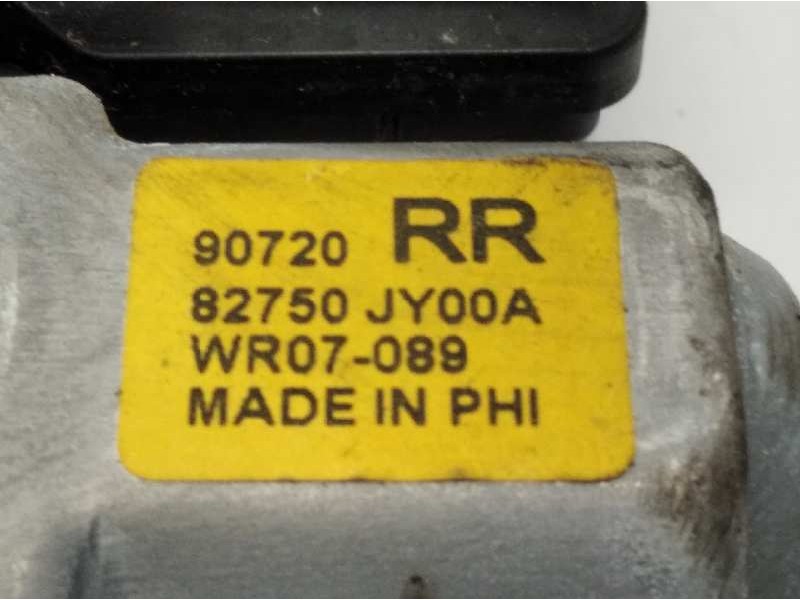 90720 RR
82750 JY00A
WR07-089
MADE IN PHI